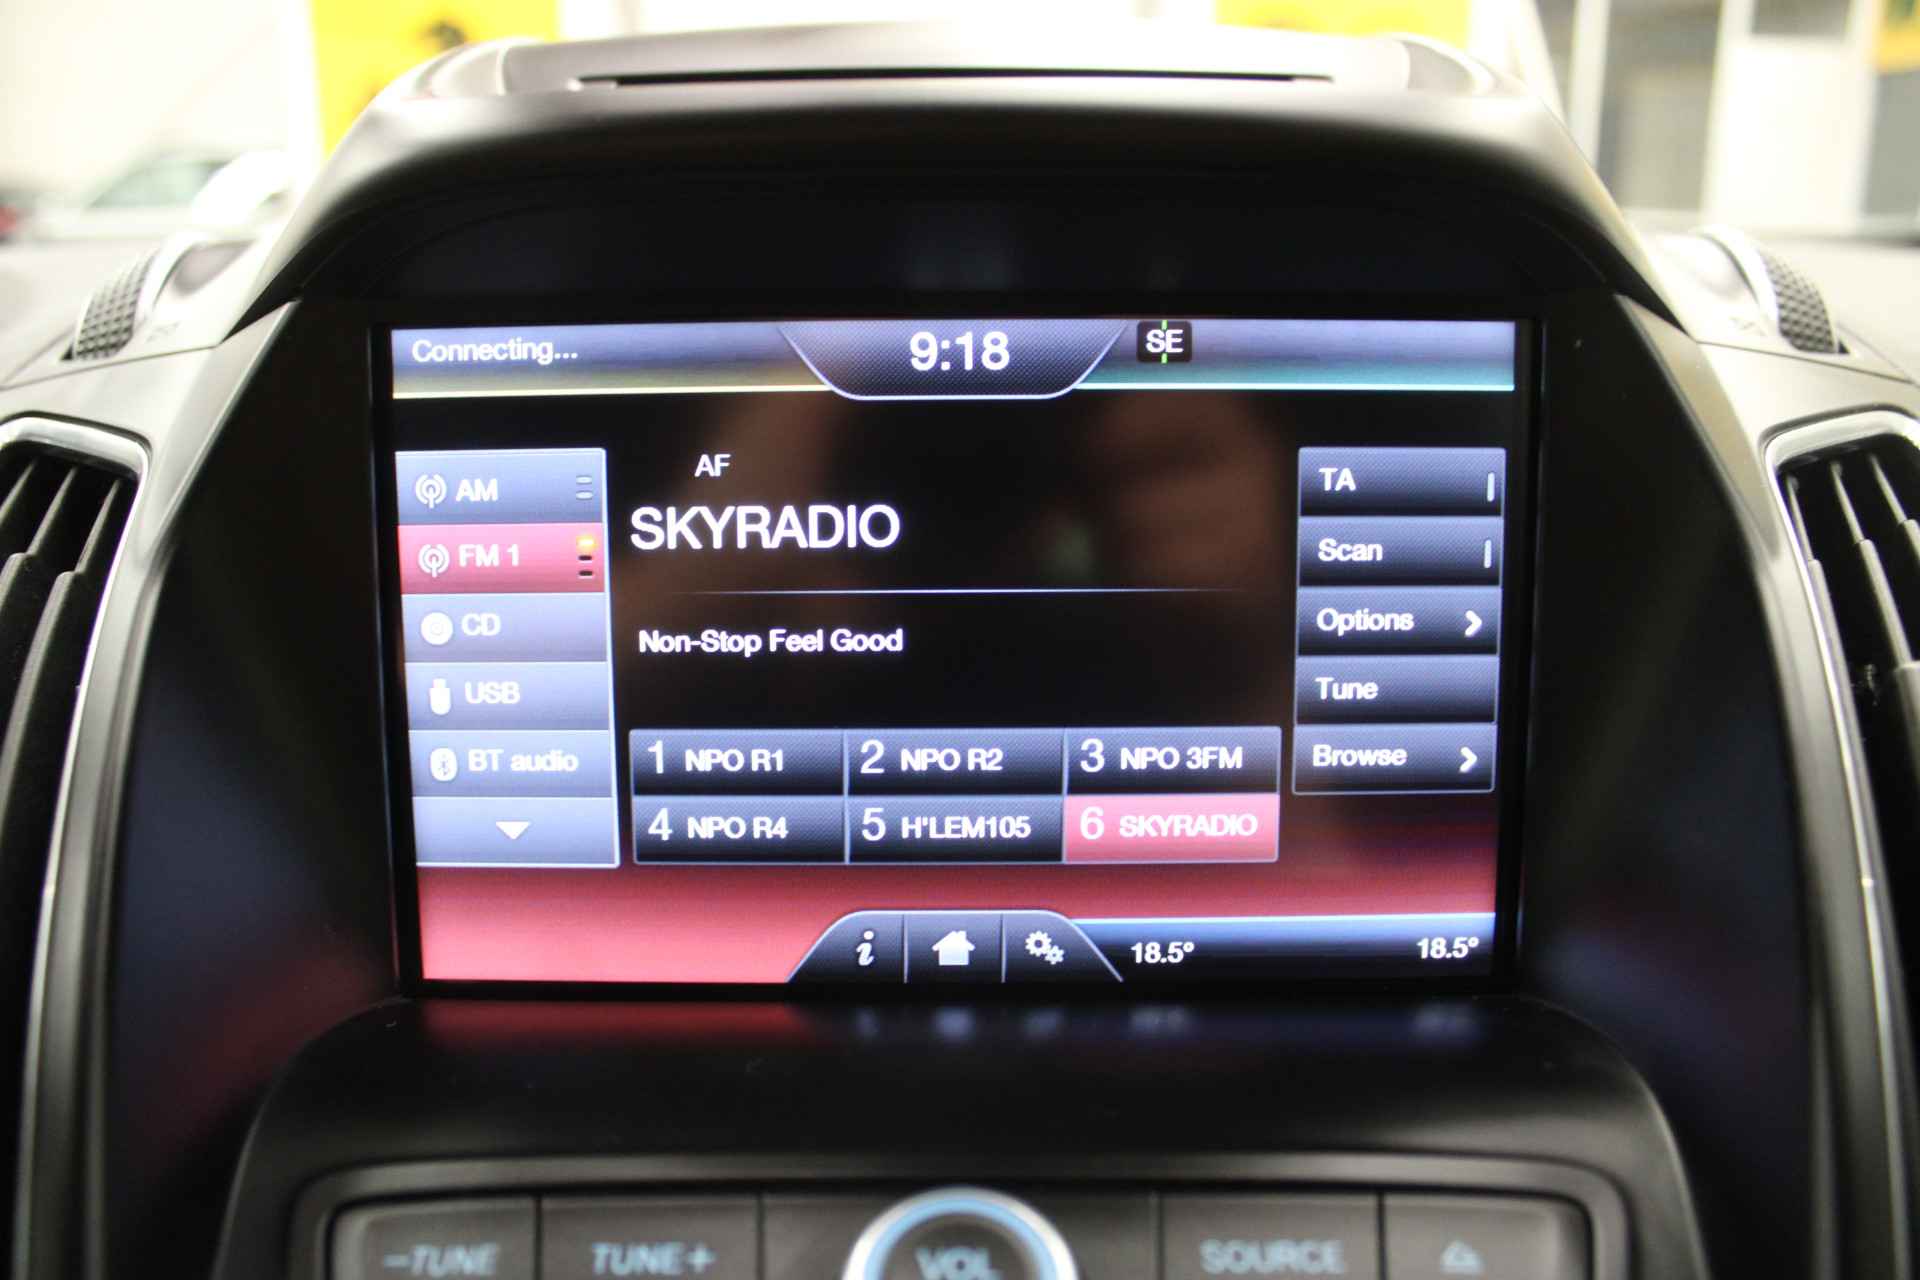 Connecting...
9:18
SE
AM
FM 1
CD
USB
BT audio
AF
SKYRADIO
Non-Stop Feel Good
1 NPO R1
2 NPO R2
3 NPO 3FM
4 NPO R4
5 H'LEM105
6 SKYRADIO
TA
Scan
Options
Tune
Browse
i
18.5°
18.5°
–TUNE
TUNE+
VOL
SOURCE